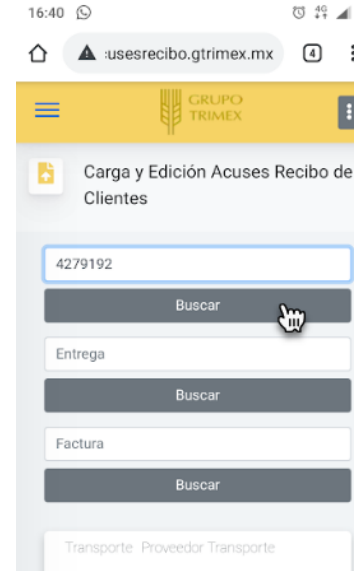 16:40
4G
:usesrecibo.gtrimex.mx
4
GRUPO
TRIMEX
Carga y Edición Acuses Recibo de
Clientes
4279192
Buscar
Entrega
Buscar
Factura
Buscar
Transporte Proveedor Transporte